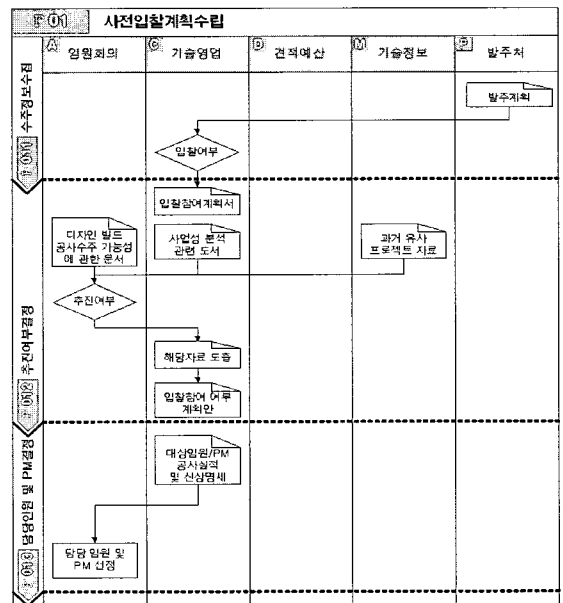 P 01 사전입찰계획수립
A 임원회의
C 기술영업
D 견적예산
M 기술정보
P 발주처
P 011 수주정보수집
발주계획
입찰여부
입찰참여계획서
디자인 빌드
공사수주 가능성
에 관한 문서
사업성 분석
관련 도서
과거 유사
프로젝트 자료
추진여부
P 012 추진여부결정
해당자료 도출
입찰참여 여부
계획안
P 013 담당임원 및 PM결정
대상임원/PM
공사실적
및 신상명세
담당 임원 및
PM 선정